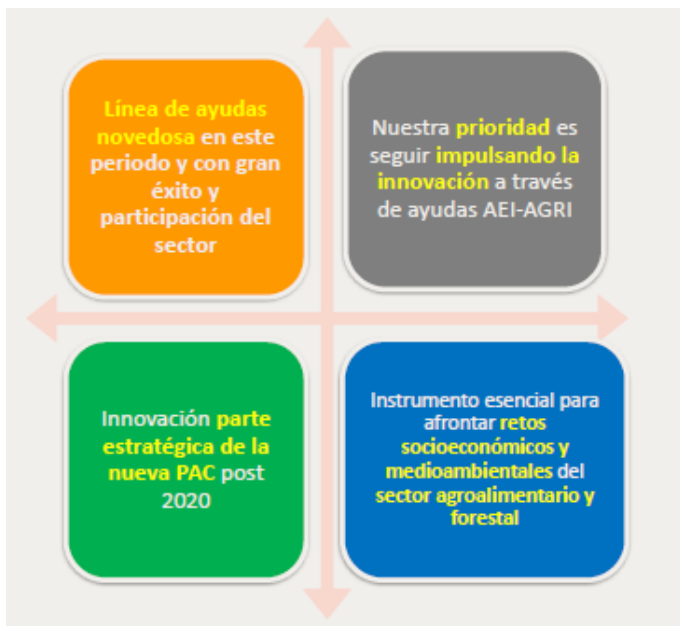 Línea de ayudas
novedosa en este
periodo y con gran
éxito y
participación del
sector
Nuestra prioridad es
seguir impulsando la
innovación a través
de ayudas AEI-AGRI
Innovación parte
estratégica de la
nueva PAC post
2020
Instrumento esencial para
afrontar retos
socioeconómicos y
medioambientales del
sector agroalimentario y
forestal